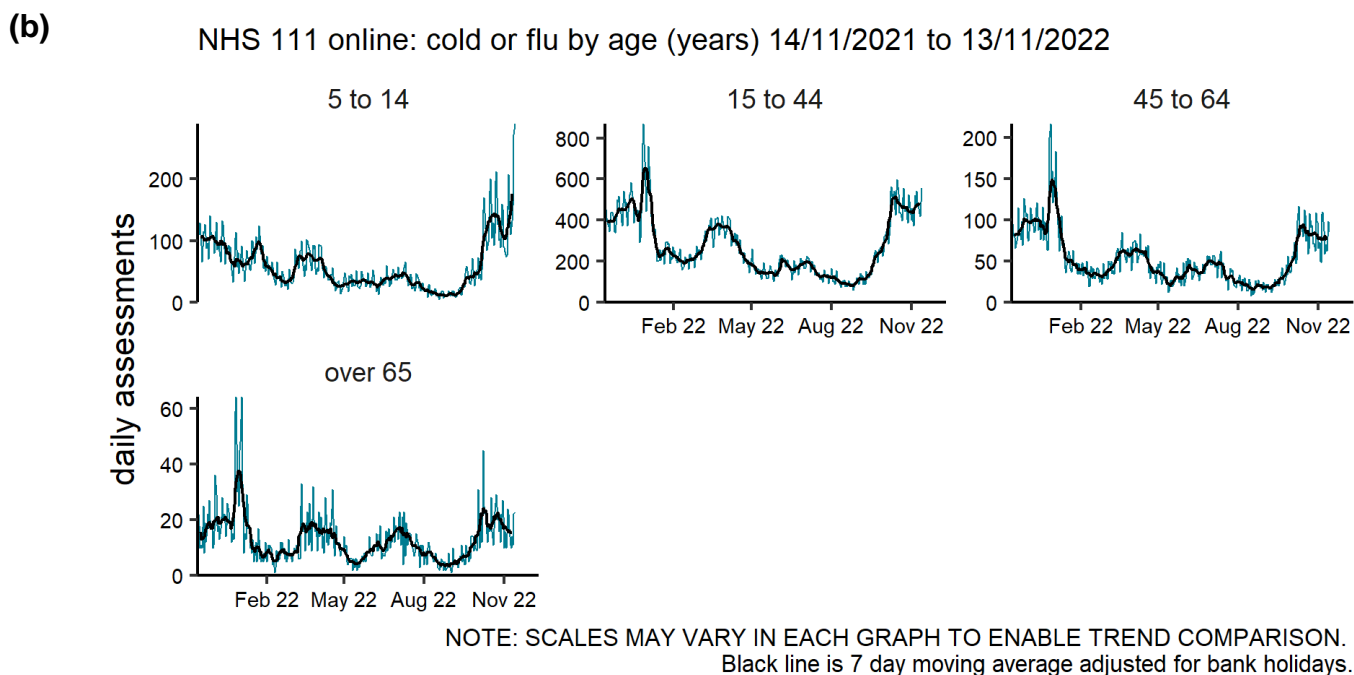 (b)
NHS 111 online: cold or flu by age (years) 14/11/2021 to 13/11/2022
daily assessments
5 to 14
200
100
0
15 to 44
800
600
400
200
0
Feb 22 May 22 Aug 22 Nov 22
45 to 64
200
150
100
50
0
Feb 22 May 22 Aug 22 Nov 22
over 65
60
40
20
0
Feb 22 May 22 Aug 22 Nov 22
NOTE: SCALES MAY VARY IN EACH GRAPH TO ENABLE TREND COMPARISON.
Black line is 7 day moving average adjusted for bank holidays.